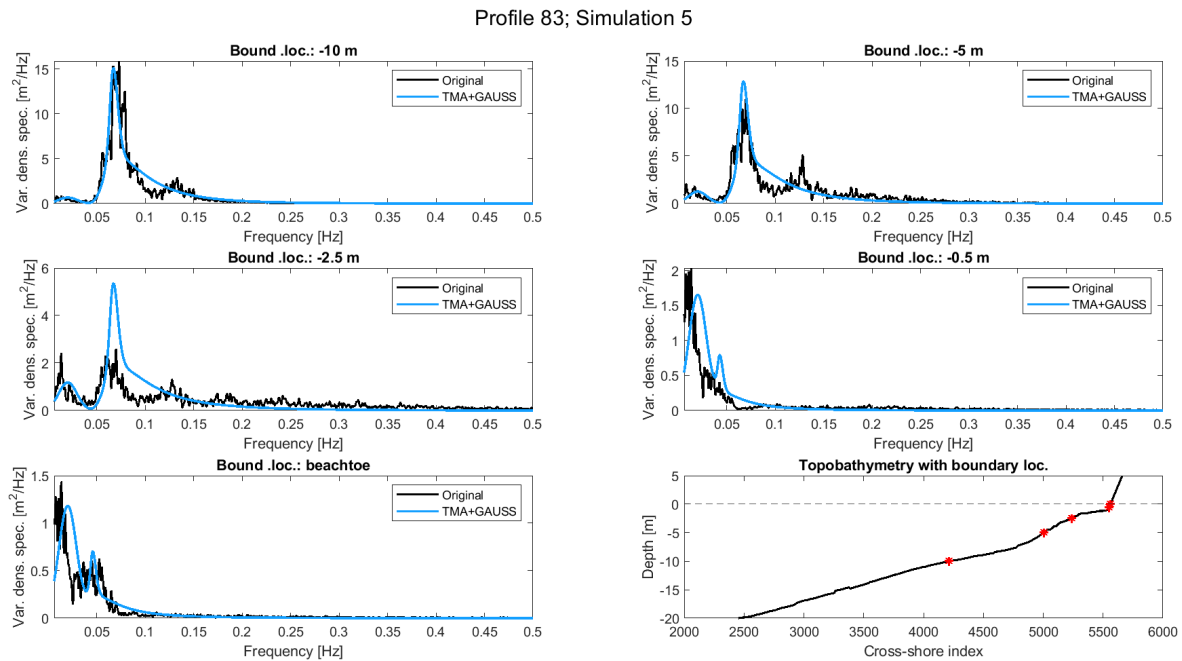 Profile 83; Simulation 5
Bound .loc.: -10 m
Var. dens. spec. [m²/Hz]
15
10
5
0
0.05 0.1 0.15 0.2 0.25 0.3 0.35 0.4 0.45 0.5
Frequency [Hz]
Original
TMA+GAUSS
Bound .loc.: -5 m
Var. dens. spec. [m²/Hz]
15
10
5
0
0.05 0.1 0.15 0.2 0.25 0.3 0.35 0.4 0.45 0.5
Frequency [Hz]
Original
TMA+GAUSS
Bound .loc.: -2.5 m
Var. dens. spec. [m²/Hz]
6
4
2
0
0.05 0.1 0.15 0.2 0.25 0.3 0.35 0.4 0.45 0.5
Frequency [Hz]
Original
TMA+GAUSS
Bound .loc.: -0.5 m
Var. dens. spec. [m²/Hz]
2
1.5
1
0.5
0
0.05 0.1 0.15 0.2 0.25 0.3 0.35 0.4 0.45 0.5
Frequency [Hz]
Original
TMA+GAUSS
Bound .loc.: beachtoe
Var. dens. spec. [m²/Hz]
1.5
1
0.5
0
0.05 0.1 0.15 0.2 0.25 0.3 0.35 0.4 0.45 0.5
Frequency [Hz]
Original
TMA+GAUSS
Topobathymetry with boundary loc.
Depth [m]
5
0
-5
-10
-15
-20
2000 2500 3000 3500 4000 4500 5000 5500 6000
Cross-shore index